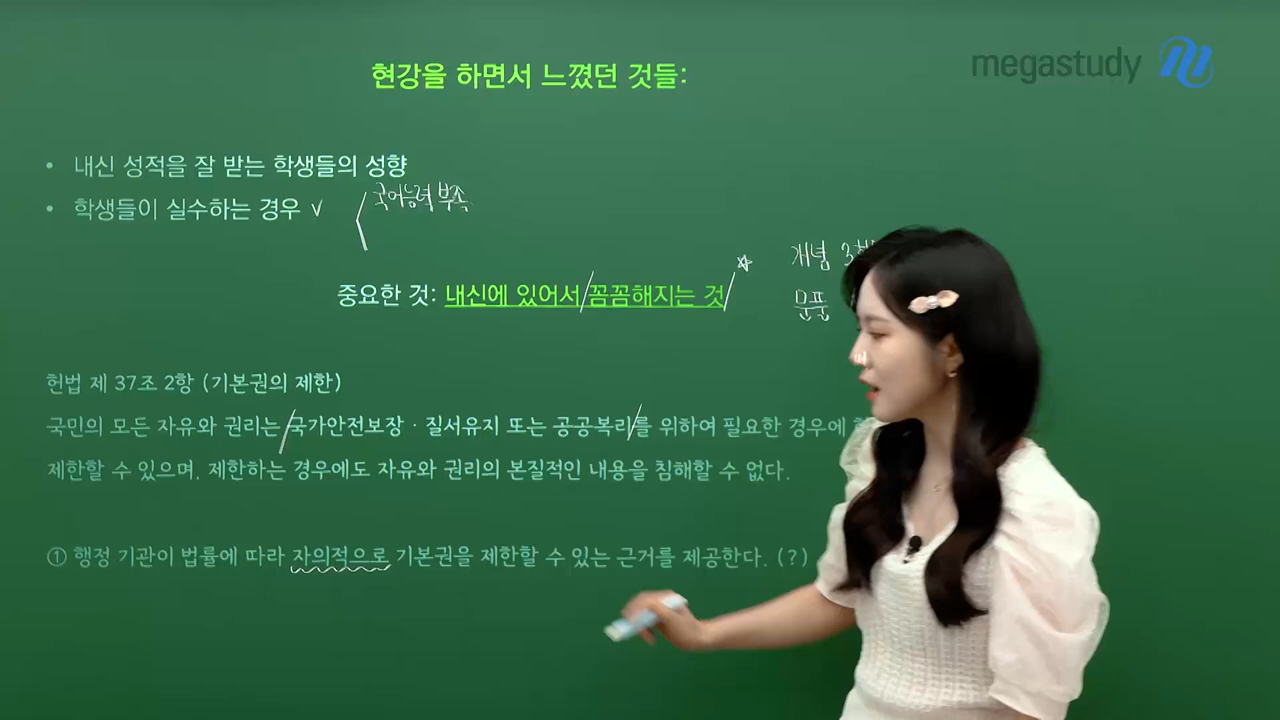 megastudy
현강을 하면서 느꼈던 것들:
• 내신 성적을 잘 받는 학생들의 성향
• 학생들이 실수하는 경우 ✓
국어능력 부족
개념 3
중요한 것: 내신에 있어서/꼼꼼해지는 것/ ☆
문풀
헌법 제 37조 2항 (기본권의 제한)
국민의 모든 자유와 권리는/국가안전보장 · 질서유지 또는 공공복리/를 위하여 필요한 경우에
제한할 수 있으며, 제한하는 경우에도 자유와 권리의 본질적인 내용을 침해할 수 없다.
① 행정 기관이 법률에 따라 자의적으로 기본권을 제한할 수 있는 근거를 제공한다. (?)